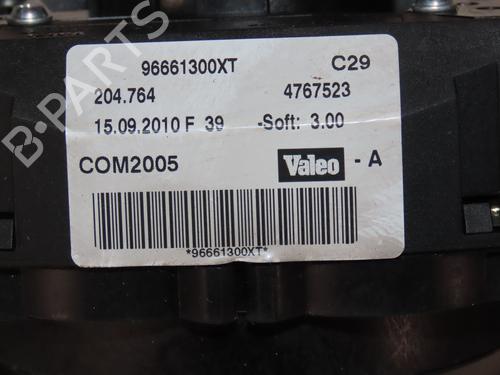 96661300XT C29
204.764 4767523
15.09.2010 F 39 -Soft: 3.00
COM2005 Valeo - A
*96661300XT*
B-PARTS